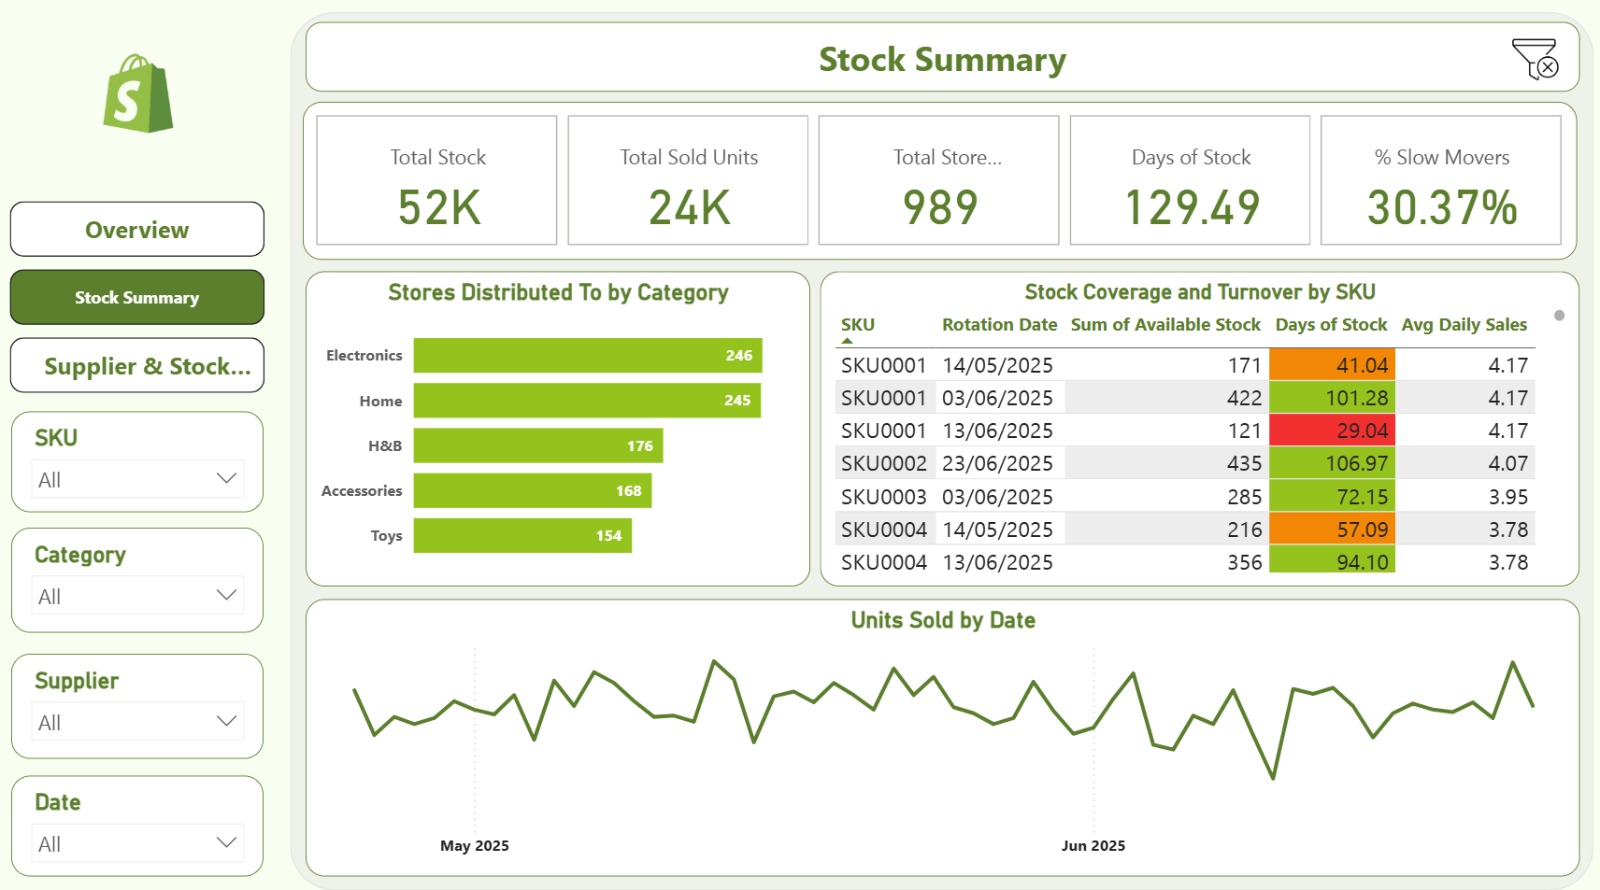 Stock Summary
S
Overview
Stock Summary
Supplier & Stock...
SKU
All
Category
All
Supplier
All
Date
All
Total Stock
52K
Total Sold Units
24K
Total Store...
989
Days of Stock
129.49
% Slow Movers
30.37%
Stores Distributed To by Category
Electronics 246
Home 245
H&B 176
Accessories 168
Toys 154
Stock Coverage and Turnover by SKU
SKU Rotation Date Sum of Available Stock Days of Stock Avg Daily Sales
SKU0001 14/05/2025 171 41.04 4.17
SKU0001 03/06/2025 422 101.28 4.17
SKU0001 13/06/2025 121 29.04 4.17
SKU0002 23/06/2025 435 106.97 4.07
SKU0003 03/06/2025 285 72.15 3.95
SKU0004 14/05/2025 216 57.09 3.78
SKU0004 13/06/2025 356 94.10 3.78
Units Sold by Date
May 2025 Jun 2025